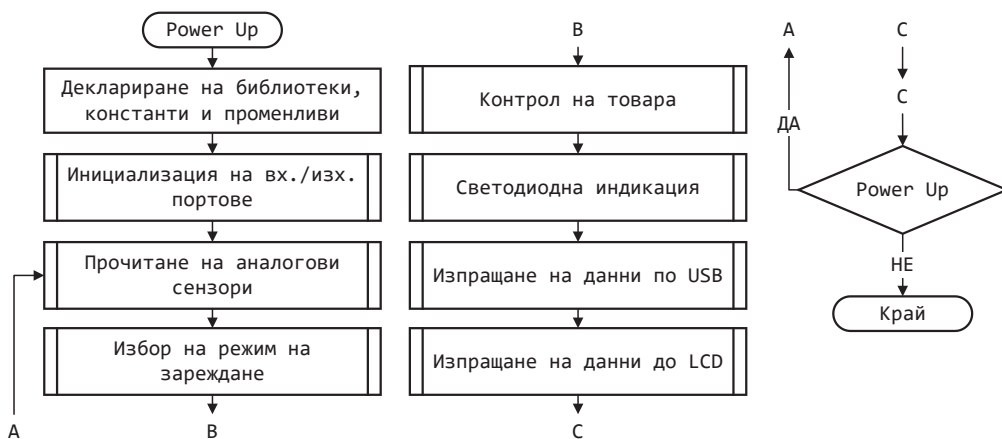 Power Up
Деклариране на библиотеки,
константи и променливи
Инициализация на вх./изх.
портове
Прочитане на аналогови
сензори
Избор на режим на
зареждане
A
B
B
Контрол на товара
Светодиодна индикация
Изпращане на данни по USB
Изпращане на данни до LCD
C
A
ДА
C
C
Power Up
НЕ
Край